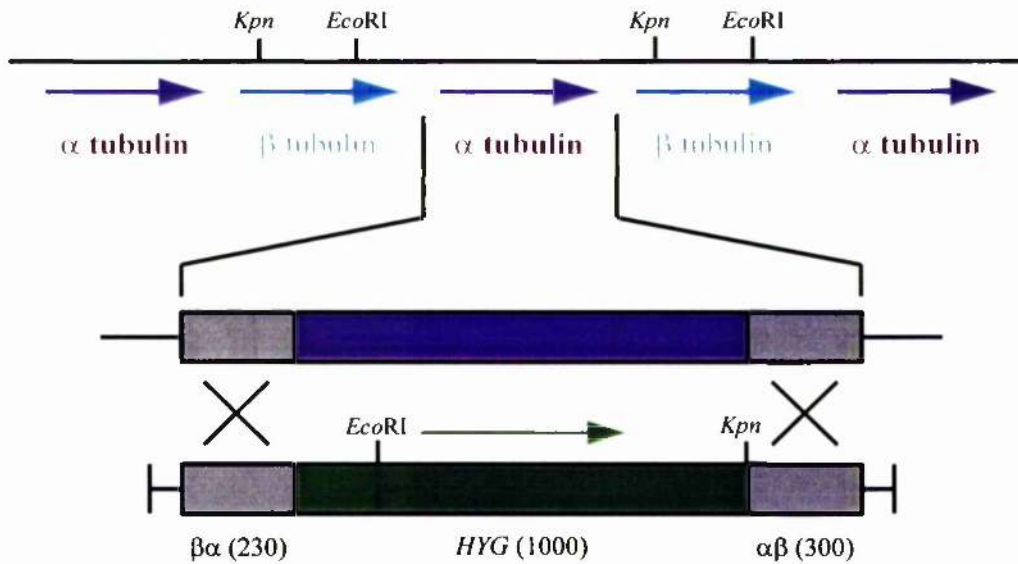 Kpn EcoRI Kpn EcoRI
α tubulin β tubulin α tubulin β tubulin α tubulin
EcoRI Kpn
βα (230) HYG (1000) αβ (300)